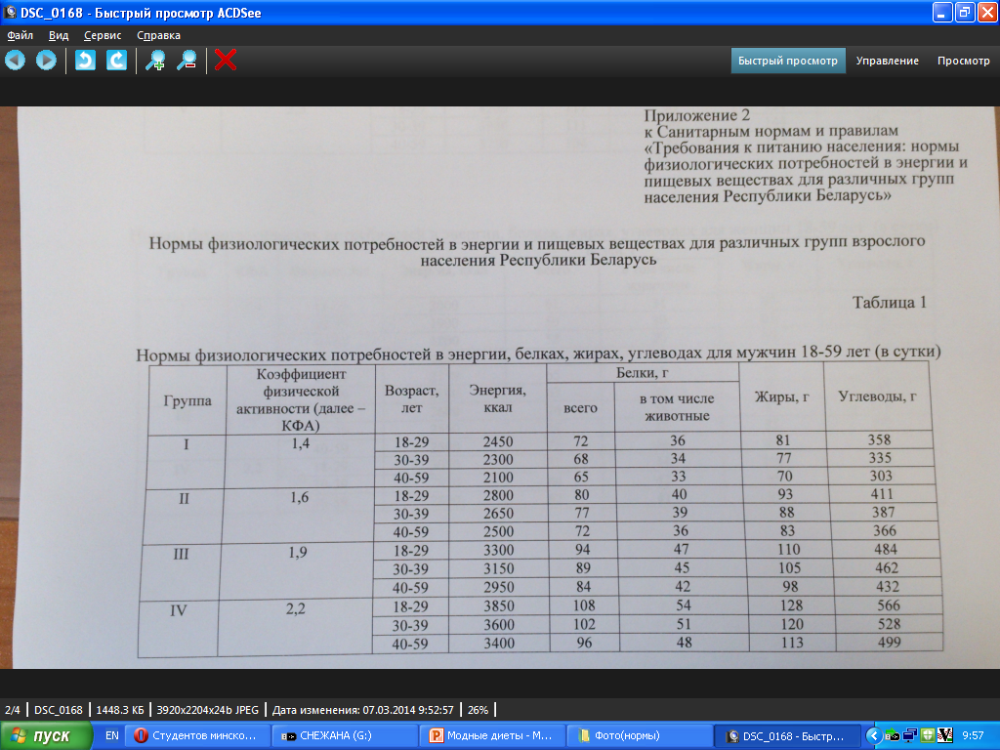 DSC_0168 - Быстрый просмотр ACDSee
Файл Вид Сервис Справка
Быстрый просмотр Управление Просмотр
Приложение 2
к Санитарным нормам и правилам
«Требования к питанию населения: нормы
физиологических потребностей в энергии и
пищевых веществах для различных групп
населения Республики Беларусь»
Нормы физиологических потребностей в энергии и пищевых веществах для различных групп взрослого
населения Республики Беларусь
Таблица 1
Нормы физиологических потребностей в энергии, белках, жирах, углеводах для мужчин 18-59 лет (в сутки)
Группа Коэффициент физической активности (далее – КФА) Возраст, лет Энергия, ккал Белки, г Жиры, г Углеводы, г
всего в том числе животные
I 1,4 18-29 2450 72 36 81 358
30-39 2300 68 34 77 335
40-59 2100 65 33 70 303
II 1,6 18-29 2800 80 40 93 411
30-39 2650 77 39 88 387
40-59 2500 72 36 83 366
III 1,9 18-29 3300 94 47 110 484
30-39 3150 89 45 105 462
40-59 2950 84 42 98 432
IV 2,2 18-29 3850 108 54 128 566
30-39 3600 102 51 120 528
40-59 3400 96 48 113 499
2/4 DSC_0168 1448.3 КБ 3920x2204x24b JPEG Дата изменения: 07.03.2014 9:52:57 26%
пуск EN Студентов минско... СНЕЖАНА (G:) Модные диеты - М... Фото(нормы) DSC_0168 - Быстр... 9:57